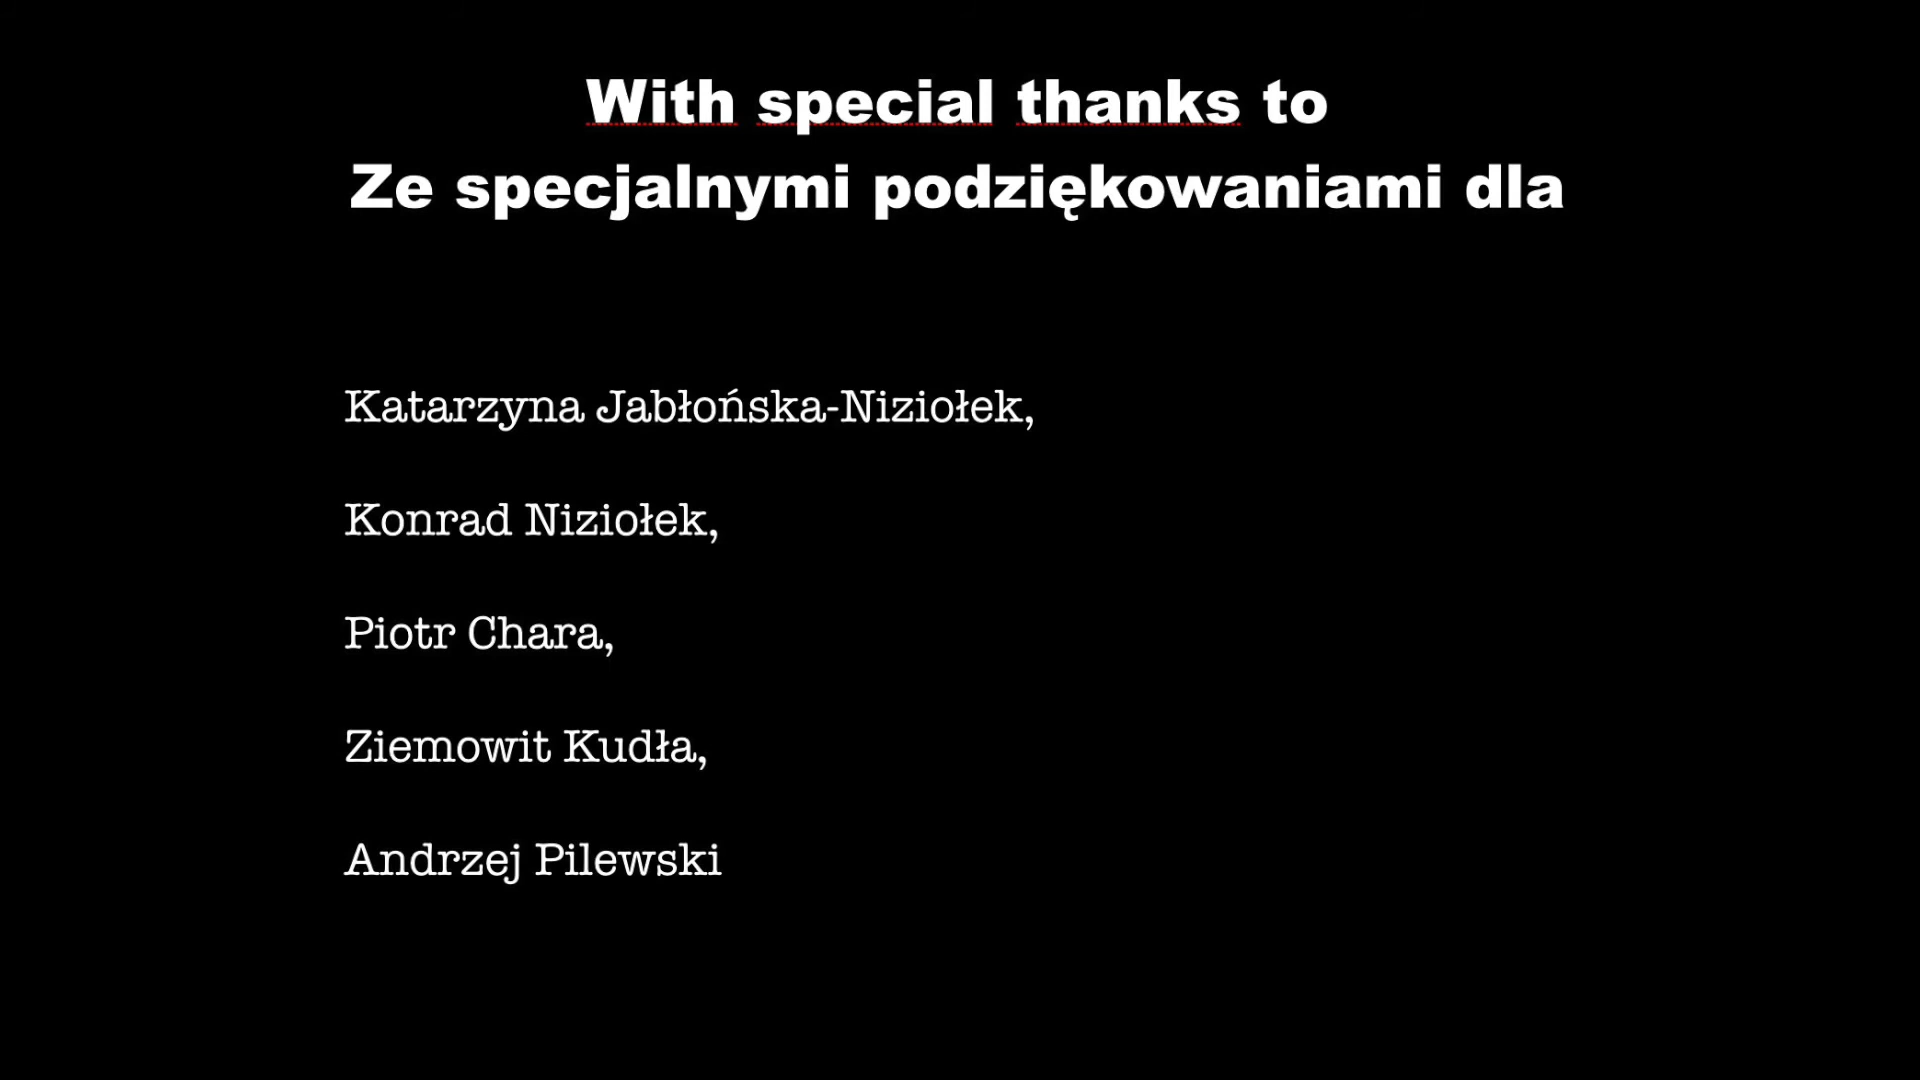 With special thanks to
Ze specjalnymi podziękowaniami dla
Katarzyna Jabłońska-Niziołek,
Konrad Niziołek,
Piotr Chara,
Ziemowit Kudła,
Andrzej Pilewski